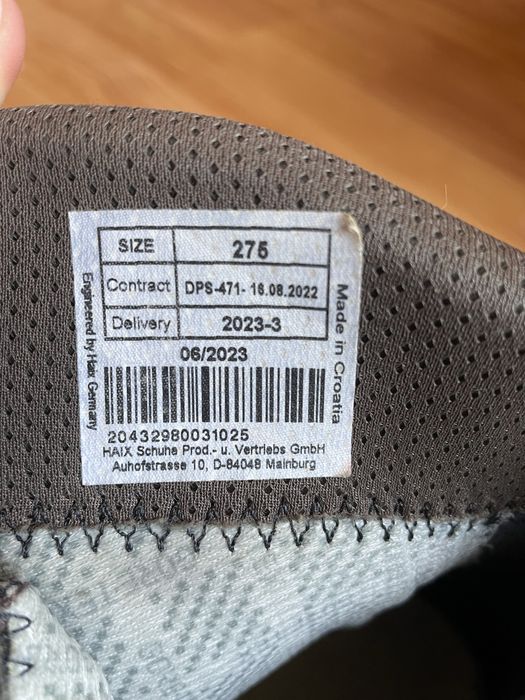 SIZE 275
Contract DPS-471- 16.08.2022
Delivery 2023-3
06/2023
20432980031025
HAIX Schuhe Prod.- u. Vertriebs GmbH
Auhofstrasse 10, D-84048 Mainburg
Engineered by Haix Germany
Made in Croatia